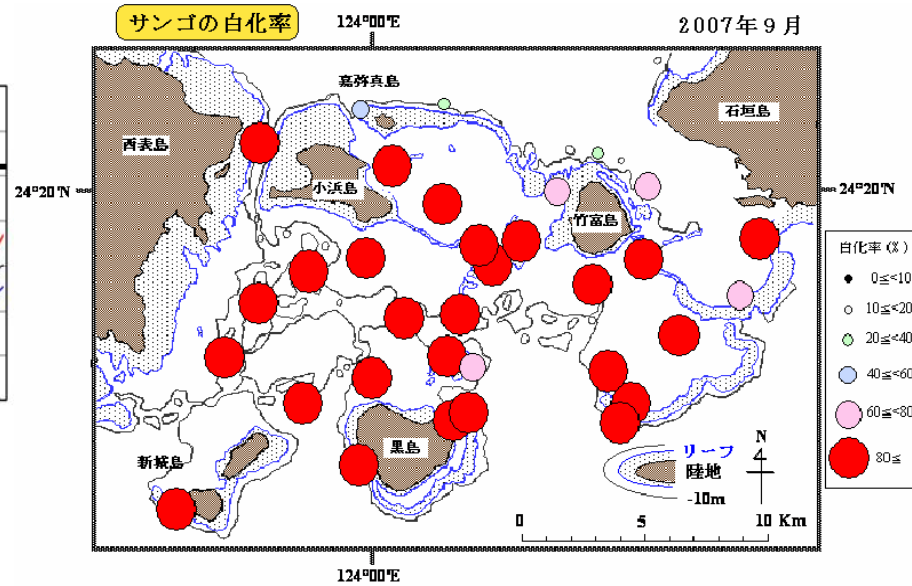 サンゴの白化率
124°00'E
2007年9月
嘉弥真島
西表島
石垣島
24°20'N
小浜島
竹富島
24°20'N
白化率(%)
0≦<10
10≦<20
20≦<40
40≦<60
60≦<80
80≦
黒島
新城島
リーフ
陸地
-10m
N
0 5 10 Km
124°00'E